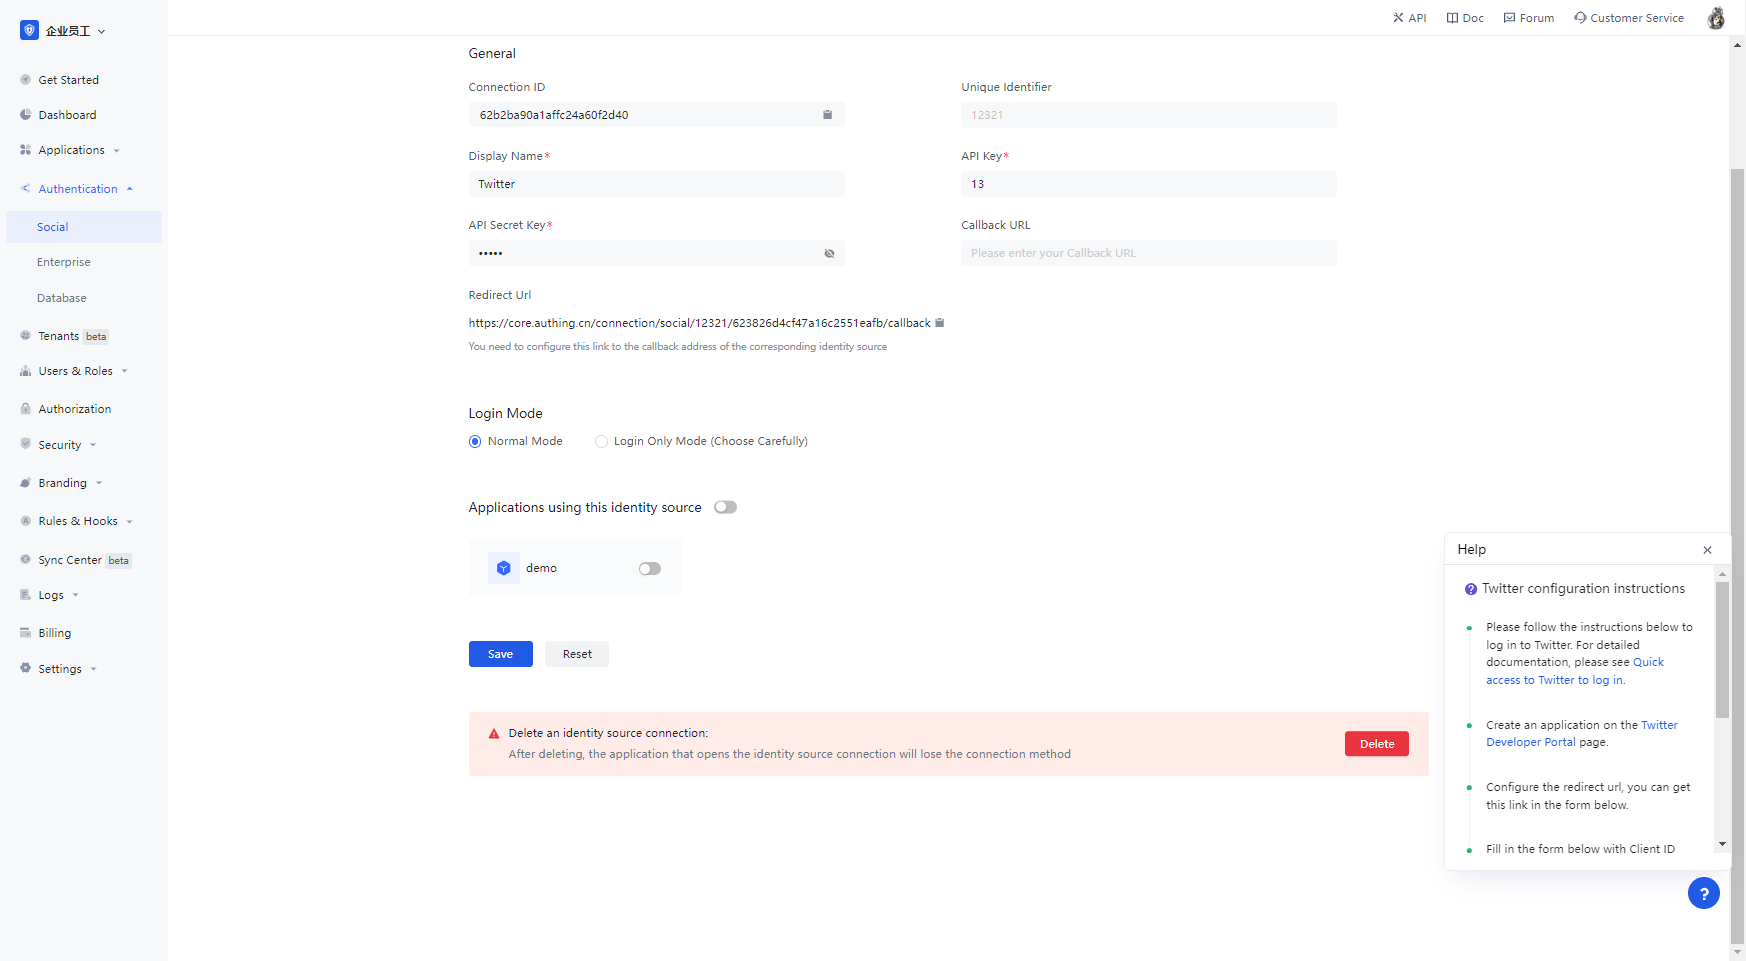 企业员工
API
Doc
Forum
Customer Service
Get Started
Dashboard
Applications
Authentication
Social
Enterprise
Database
Tenants beta
Users & Roles
Authorization
Security
Branding
Rules & Hooks
Sync Center beta
Logs
Billing
Settings
General
Connection ID
62b2ba90a1affc24a60f2d40
Unique Identifier
12321
Display Name*
Twitter
API Key*
13
API Secret Key*
•••••
Callback URL
Please enter your Callback URL
Redirect Url
https://core.authing.cn/connection/social/12321/623826d4cf47a16c2551eafb/callback
You need to configure this link to the callback address of the corresponding identity source
Login Mode
Normal Mode
Login Only Mode (Choose Carefully)
Applications using this identity source
demo
Save
Reset
Delete an identity source connection:
After deleting, the application that opens the identity source connection will lose the connection method
Delete
Help
Twitter configuration instructions
Please follow the instructions below to
log in to Twitter. For detailed
documentation, please see Quick
access to Twitter to log in.
Create an application on the Twitter
Developer Portal page.
Configure the redirect url, you can get
this link in the form below.
Fill in the form below with Client ID
?